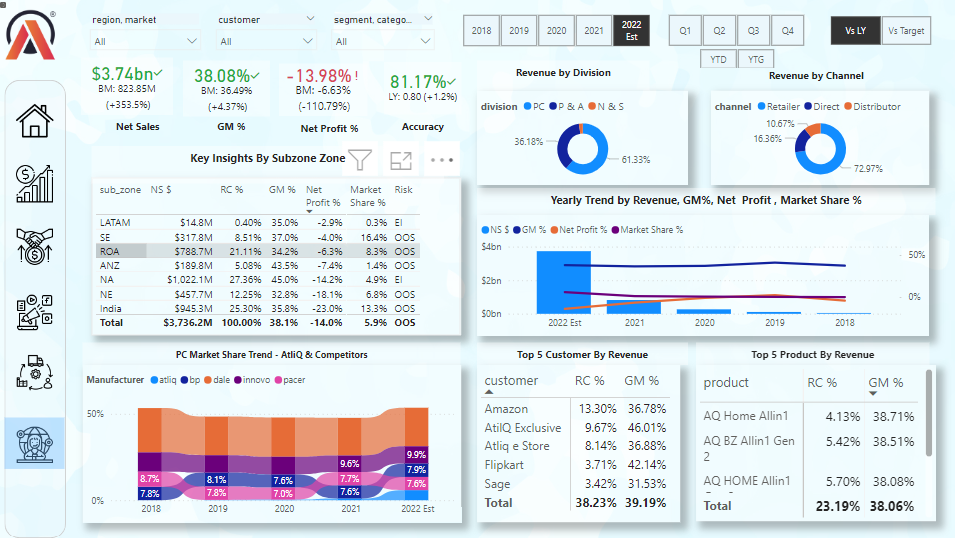 ®
region, market
customer
segment, catego...
All
All
All
2018
2019
2020
2021
2022 Est
Q1
Q2
Q3
Q4
YTD
YTG
Vs LY
Vs Target
$3.74bn
BM: 823.85M
(+353.5%)
Net Sales
38.08%
BM: 36.49%
(+4.37%)
GM %
-13.98% !
BM: -6.63%
(-110.79%)
Net Profit %
81.17%
LY: 0.80 (+1.2%)
Accuracy
Revenue by Division
division PC P & A N & S
36.18%
61.33%
Revenue by Channel
channel Retailer Direct Distributor
10.67%
16.36%
72.97%
Key Insights By Subzone Zone
sub_zone NS $ RC % GM % Net Profit % Market Share % Risk
LATAM $14.8M 0.40% 35.0% -2.9% 0.3% EI
SE $317.8M 8.51% 37.0% -4.0% 16.4% OOS
ROA $788.7M 21.11% 34.2% -6.3% 8.3% OOS
ANZ $189.8M 5.08% 43.5% -7.4% 1.4% OOS
NA $1,022.1M 27.36% 45.0% -14.2% 4.9% EI
NE $457.7M 12.25% 32.8% -18.1% 6.8% OOS
India $945.3M 25.30% 35.8% -23.0% 13.3% OOS
Total $3,736.2M 100.00% 38.1% -14.0% 5.9% OOS
Yearly Trend by Revenue, GM%, Net Profit , Market Share %
NS $ GM % Net Profit % Market Share %
$4bn
$2bn
$0bn
50%
0%
2022 Est 2021 2020 2019 2018
PC Market Share Trend - AtliQ & Competitors
Manufacturer atliq bp dale innovo pacer
50%
0%
8.7%
7.8%
8.1%
7.8%
7.6%
7.0%
9.6%
7.7%
7.6%
9.9%
7.9%
7.6%
2018 2019 2020 2021 2022 Est
Top 5 Customer By Revenue
customer RC % GM %
Amazon 13.30% 36.78%
AtilQ Exclusive 9.67% 46.01%
Atliq e Store 8.14% 36.88%
Flipkart 3.71% 42.14%
Sage 3.42% 31.53%
Total 38.23% 39.19%
Top 5 Product By Revenue
product RC % GM %
AQ Home Allin1 4.13% 38.71%
AQ BZ Allin1 Gen 5.42% 38.51%
2
AQ HOME Allin1 5.70% 38.08%
Total 23.19% 38.06%